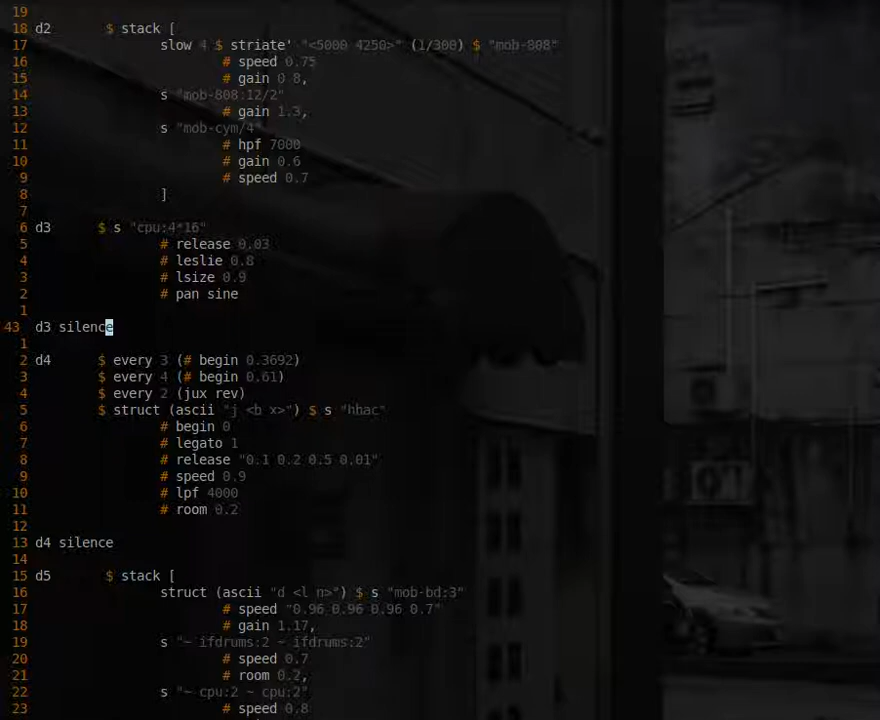 19
18 d2 $ stack [
17 slow 4 $ striate' "<5000 4250>" (1/300) $ "mob-808"
16 # speed 0.75
15 # gain 0.8,
14 s "mob-808:12/2"
13 # gain 1.3,
12 s "mob-cym/4"
11 # hpf 7000
10 # gain 0.6
9 # speed 0.7
8 ]
7
6 d3 $ s "cpu:4*16"
5 # release 0.03
4 # leslie 0.8
3 # lsize 0.9
2 # pan sine
1
43 d3 silence
1
2 d4 $ every 3 (# begin 0.3692)
3 $ every 4 (# begin 0.61)
4 $ every 2 (jux rev)
5 $ struct (ascii "j <b x>") $ s "hbac"
6 # begin 0
7 # legato 1
8 # release "0.1 0.2 0.5 0.01"
9 # speed 0.9
10 # lpf 4000
11 # room 0.2
12
13 d4 silence
14
15 d5 $ stack [
16 struct (ascii "d <l n>") $ s "mob-bd:3"
17 # speed "0.96 0.96 0.96 0.7"
18 # gain 1.17,
19 s "~ ifdrums:2 ~ ifdrums:2"
20 # speed 0.7
21 # room 0.2,
22 s "~ cpu:2 ~ cpu:2"
23 # speed 0.8